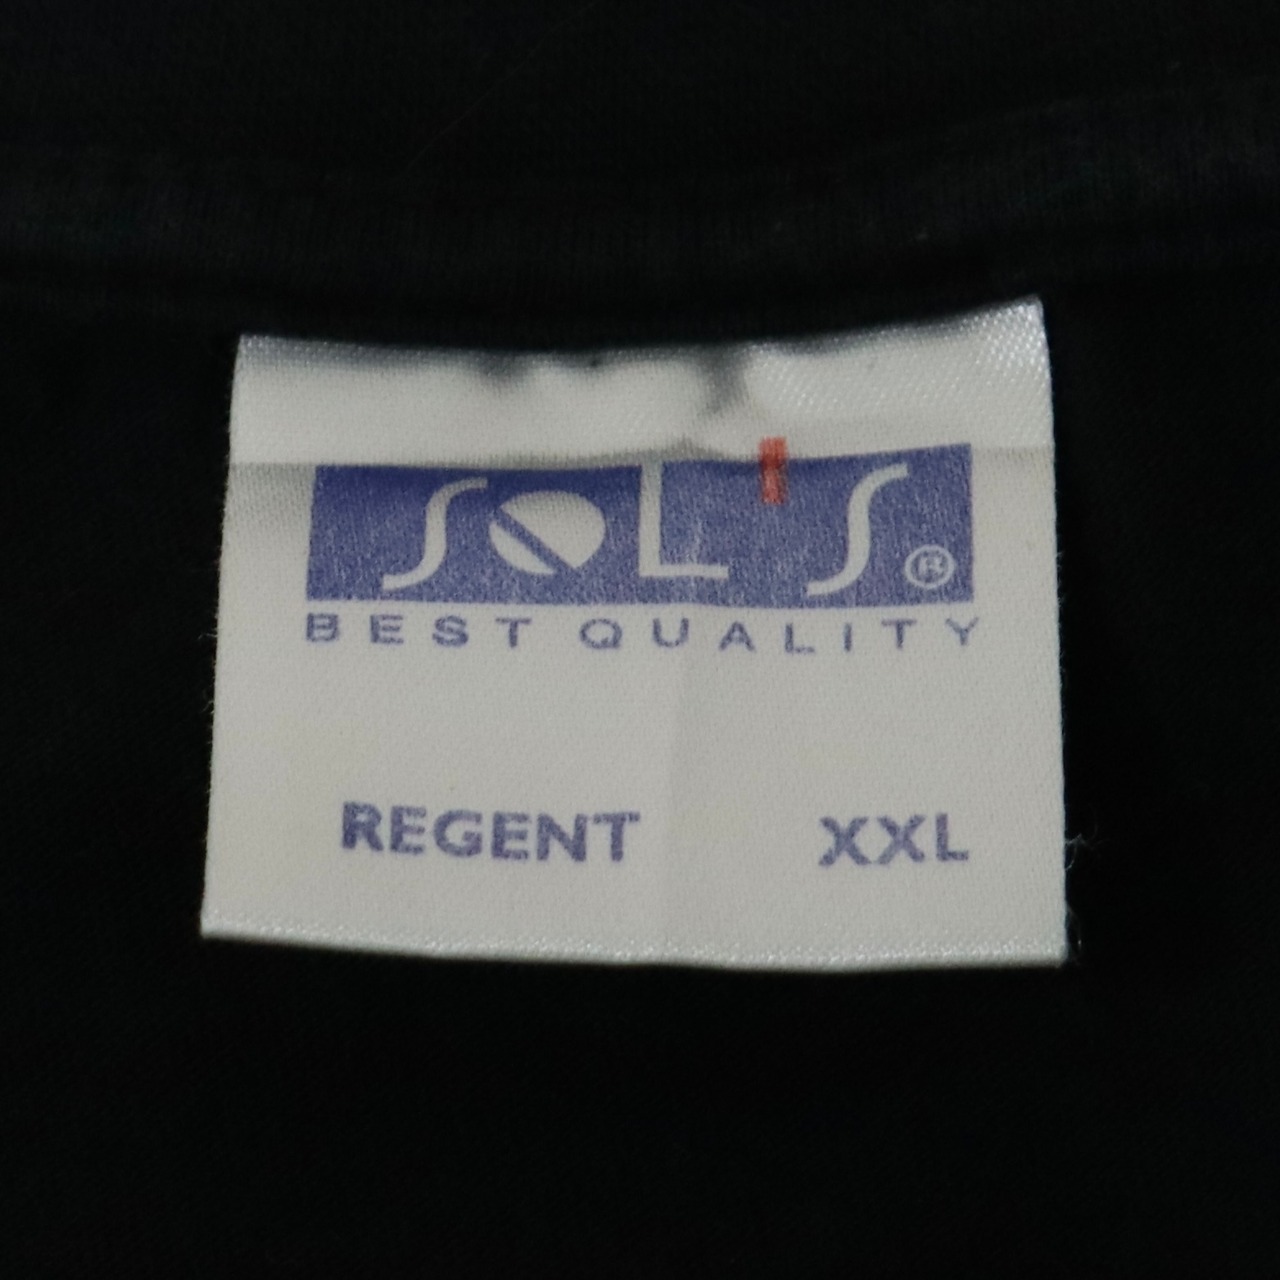 SOL'S ®
BEST QUALITY
REGENT XXL